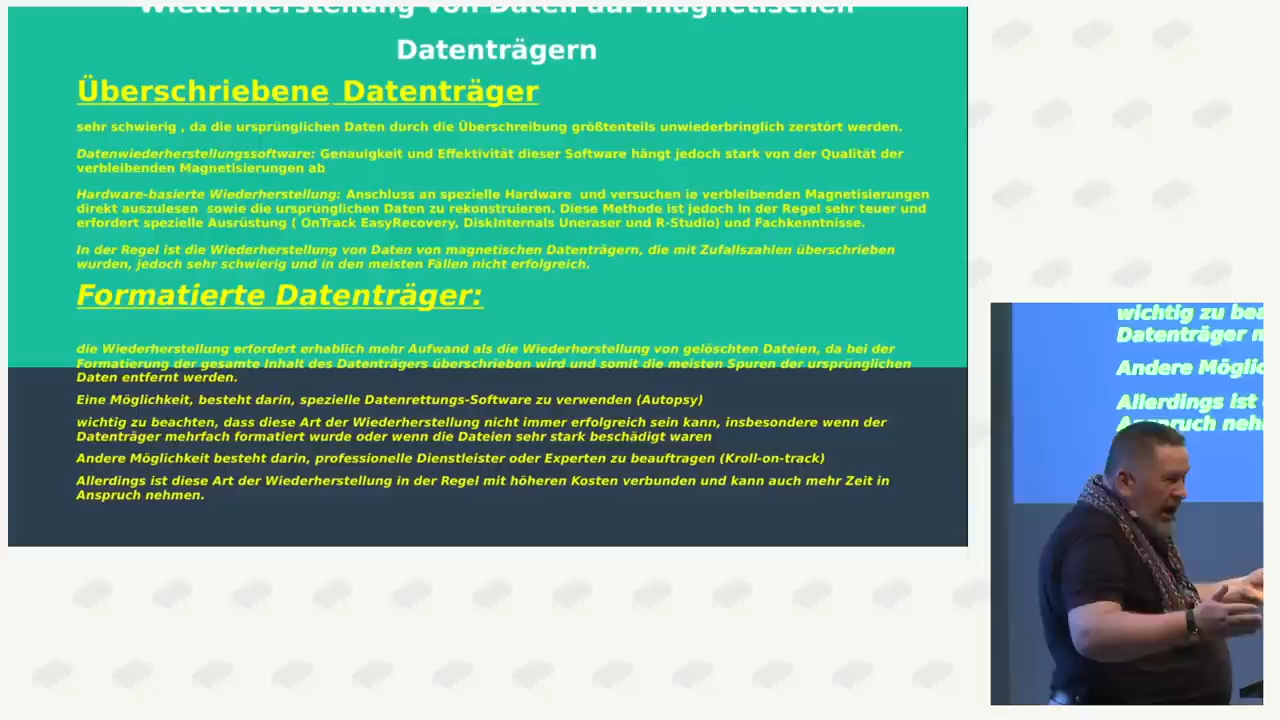 Wiederherstellung von Daten auf magnetischen
Datenträgern
Überschriebene Datenträger
sehr schwierig , da die ursprünglichen Daten durch die Überschreibung größtenteils unwiederbringlich zerstört werden.
Datenwiederherstellungssoftware: Genauigkeit und Effektivität dieser Software hängt jedoch stark von der Qualität der
verbleibenden Magnetisierungen ab
Hardware-basierte Wiederherstellung: Anschluss an spezielle Hardware  und versuchen ie verbleibenden Magnetisierungen
direkt auszulesen  sowie die ursprünglichen Daten zu rekonstruieren. Diese Methode ist jedoch in der Regel sehr teuer und
erfordert spezielle Ausrüstung ( OnTrack EasyRecovery, DiskInternals Uneraser und R-Studio) und Fachkenntnisse.
In der Regel ist die Wiederherstellung von Daten von magnetischen Datenträgern, die mit Zufallszahlen überschrieben
wurden, jedoch sehr schwierig und in den meisten Fällen nicht erfolgreich.
Formatierte Datenträger:
die Wiederherstellung erfordert erhablich mehr Aufwand als die Wiederherstellung von gelöschten Dateien, da bei der
Formatierung der gesamte Inhalt des Datenträgers überschrieben wird und somit die meisten Spuren der ursprünglichen
Daten entfernt werden.
Eine Möglichkeit, besteht darin, spezielle Datenrettungs-Software zu verwenden (Autopsy)
wichtig zu beachten, dass diese Art der Wiederherstellung nicht immer erfolgreich sein kann, insbesondere wenn der
Datenträger mehrfach formatiert wurde oder wenn die Dateien sehr stark beschädigt waren
Andere Möglichkeit besteht darin, professionelle Dienstleister oder Experten zu beauftragen (Kroll-on-track)
Allerdings ist diese Art der Wiederherstellung in der Regel mit höheren Kosten verbunden und kann auch mehr Zeit in
Anspruch nehmen.
wichtig zu bea
Datenträger n
Andere Möglic
Allerdings ist
Anspruch neh